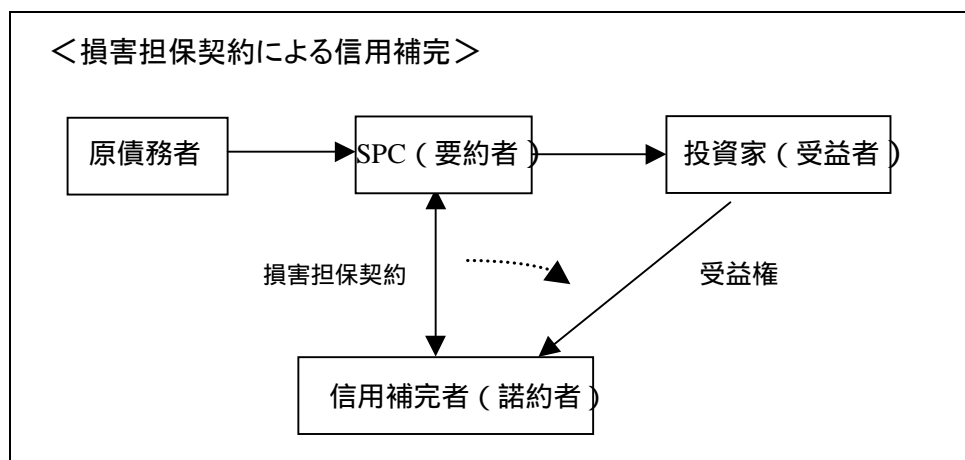 ＜損害担保契約による信用補完＞
原債務者
SPC（要約者）
投資家（受益者）
損害担保契約
受益権
信用補完者（諾約者）